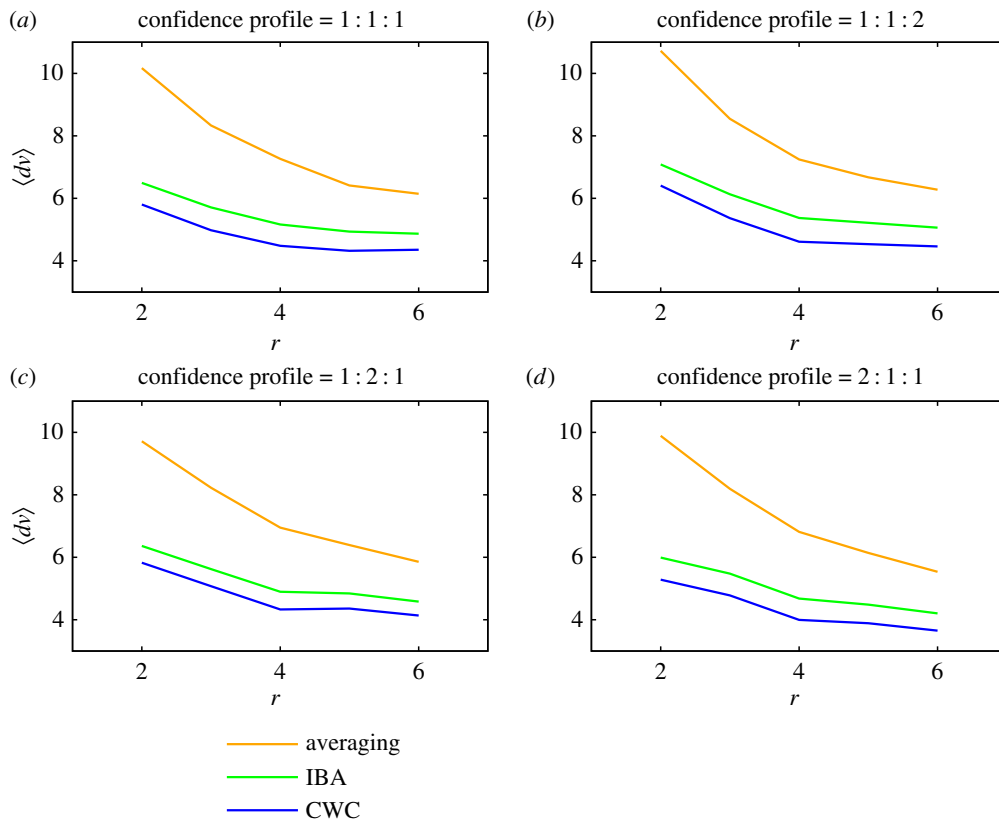 (a) confidence profile = 1 : 1 : 1
10
8
6
4
⟨dv⟩
2 4 6
r
(b) confidence profile = 1 : 1 : 2
10
8
6
4
2 4 6
r
(c) confidence profile = 1 : 2 : 1
10
8
6
4
⟨dv⟩
2 4 6
r
(d) confidence profile = 2 : 1 : 1
10
8
6
4
2 4 6
r
averaging
IBA
CWC